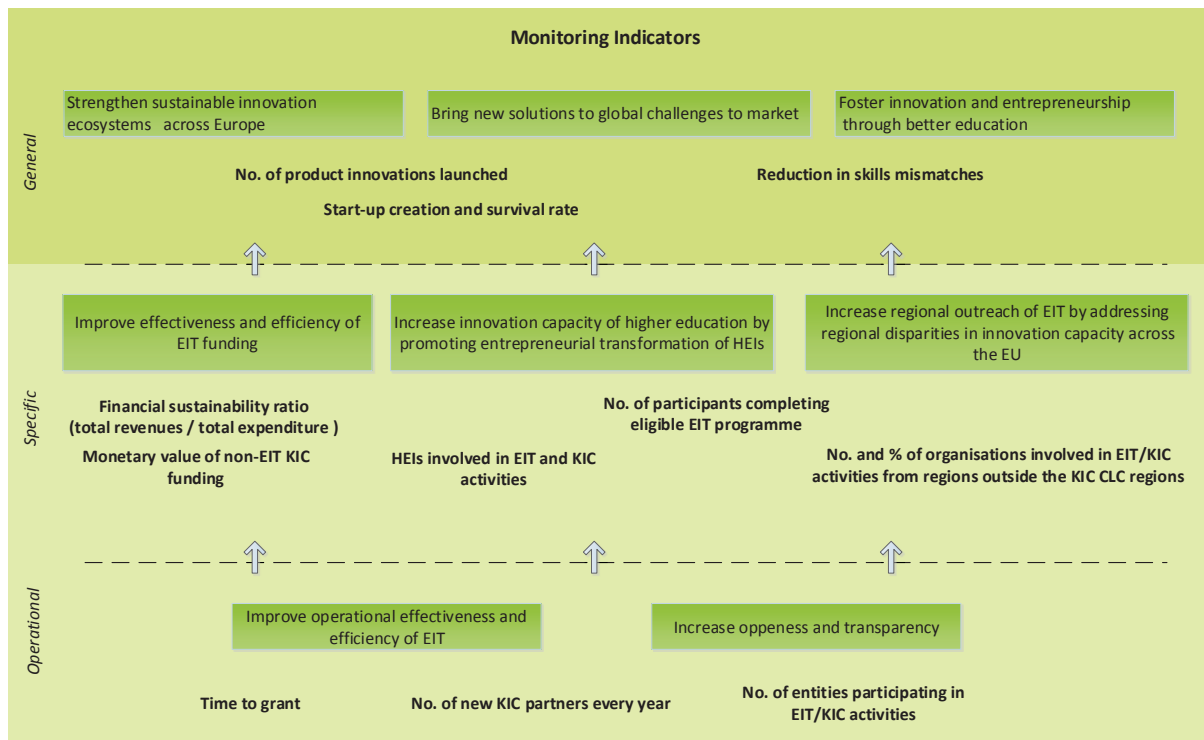 Monitoring Indicators
General
Strengthen sustainable innovation
ecosystems across Europe
Bring new solutions to global challenges to market
Foster innovation and entrepreneurship
through better education
No. of product innovations launched
Reduction in skills mismatches
Start-up creation and survival rate
Specific
Improve effectiveness and efficiency of
EIT funding
Increase innovation capacity of higher education by
promoting entrepreneurial transformation of HEIs
Increase regional outreach of EIT by addressing
regional disparities in innovation capacity across
the EU
Financial sustainability ratio
(total revenues / total expenditure )
Monetary value of non-EIT KIC
funding
HEIs involved in EIT and KIC
activities
No. of participants completing
eligible EIT programme
No. and % of organisations involved in EIT/KIC
activities from regions outside the KIC CLC regions
Operational
Improve operational effectiveness and
efficiency of EIT
Increase oppeness and transparency
Time to grant
No. of new KIC partners every year
No. of entities participating in
EIT/KIC activities